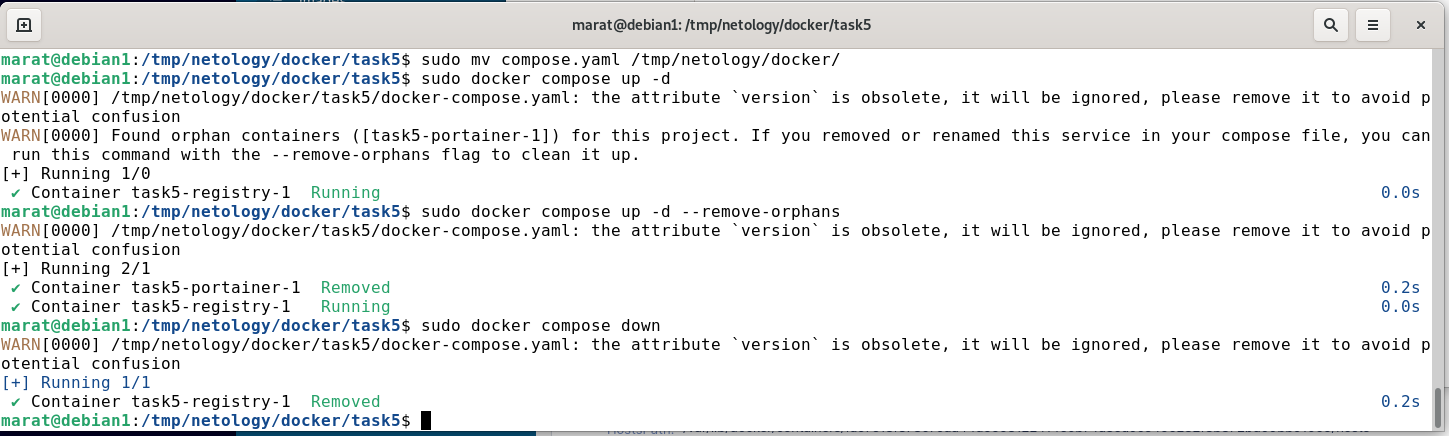 marat@debian1: /tmp/netology/docker/task5
marat@debian1:/tmp/netology/docker/task5$ sudo mv compose.yaml /tmp/netology/docker/
marat@debian1:/tmp/netology/docker/task5$ sudo docker compose up -d
WARN[0000] /tmp/netology/docker/task5/docker-compose.yaml: the attribute `version` is obsolete, it will be ignored, please remove it to avoid p
otential confusion
WARN[0000] Found orphan containers ([task5-portainer-1]) for this project. If you removed or renamed this service in your compose file, you can
 run this command with the --remove-orphans flag to clean it up.
[+] Running 1/0
 ✔ Container task5-registry-1  Running 0.0s
marat@debian1:/tmp/netology/docker/task5$ sudo docker compose up -d --remove-orphans
WARN[0000] /tmp/netology/docker/task5/docker-compose.yaml: the attribute `version` is obsolete, it will be ignored, please remove it to avoid p
otential confusion
[+] Running 2/1
 ✔ Container task5-portainer-1  Removed 0.2s
 ✔ Container task5-registry-1   Running 0.0s
marat@debian1:/tmp/netology/docker/task5$ sudo docker compose down
WARN[0000] /tmp/netology/docker/task5/docker-compose.yaml: the attribute `version` is obsolete, it will be ignored, please remove it to avoid p
otential confusion
[+] Running 1/1
 ✔ Container task5-registry-1  Removed 0.2s
marat@debian1:/tmp/netology/docker/task5$